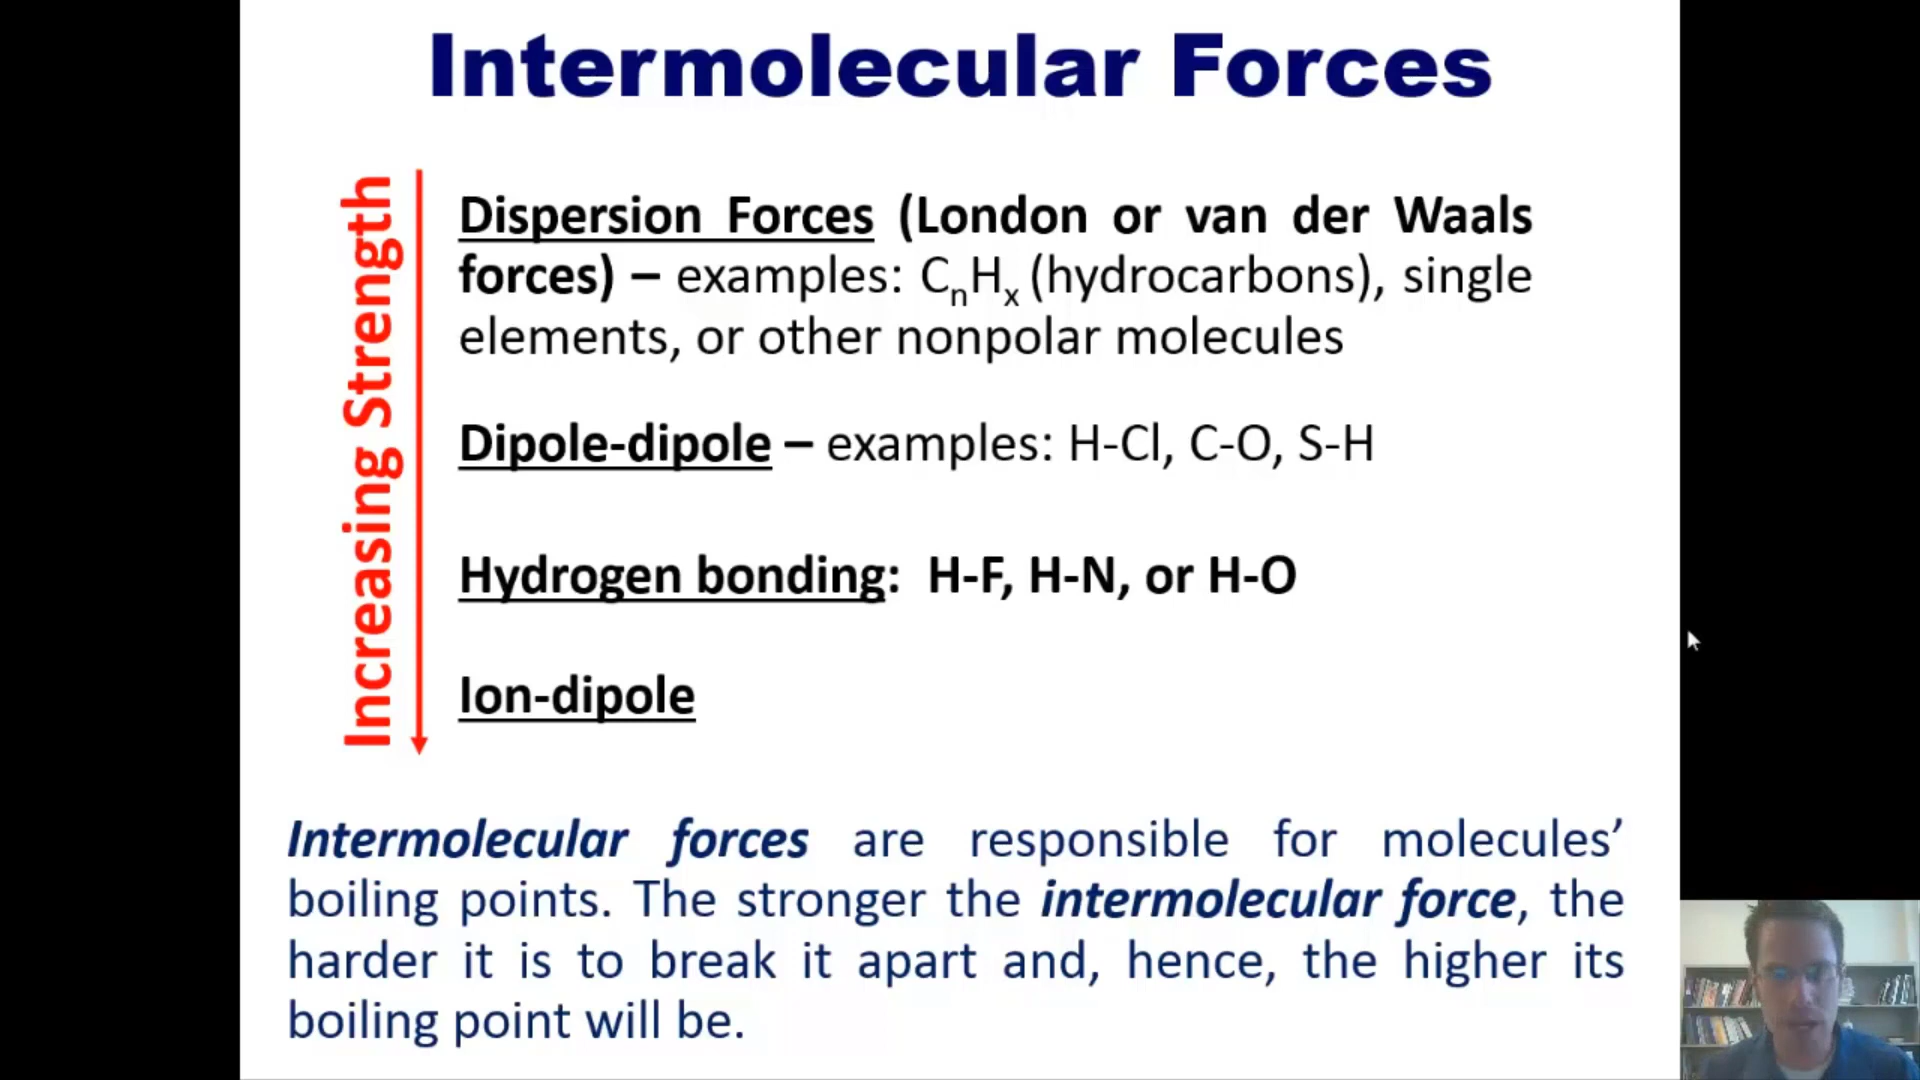 Intermolecular Forces
Increasing Strength
Dispersion Forces (London or van der Waals
forces) – examples: CnHx (hydrocarbons), single
elements, or other nonpolar molecules
Dipole-dipole – examples: H-Cl, C-O, S-H
Hydrogen bonding: H-F, H-N, or H-O
Ion-dipole
Intermolecular forces are responsible for molecules’
boiling points. The stronger the intermolecular force, the
harder it is to break it apart and, hence, the higher its
boiling point will be.